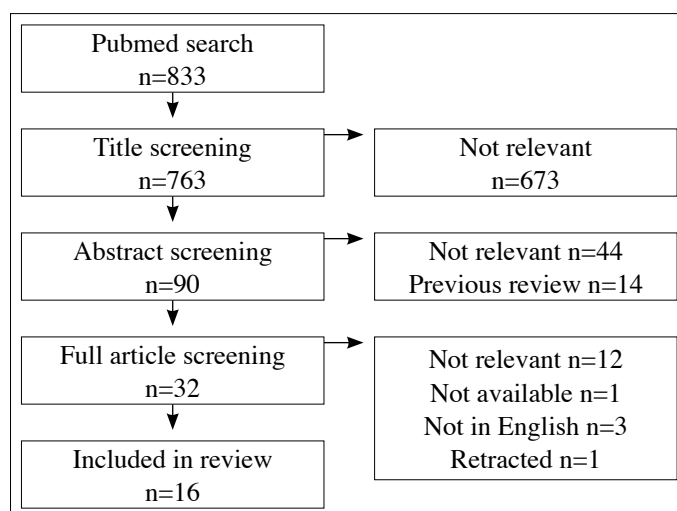 Pubmed search
n=833
Title screening
n=763
Not relevant
n=673
Abstract screening
n=90
Not relevant n=44
Previous review n=14
Full article screening
n=32
Not relevant n=12
Not available n=1
Not in English n=3
Retracted n=1
Included in review
n=16